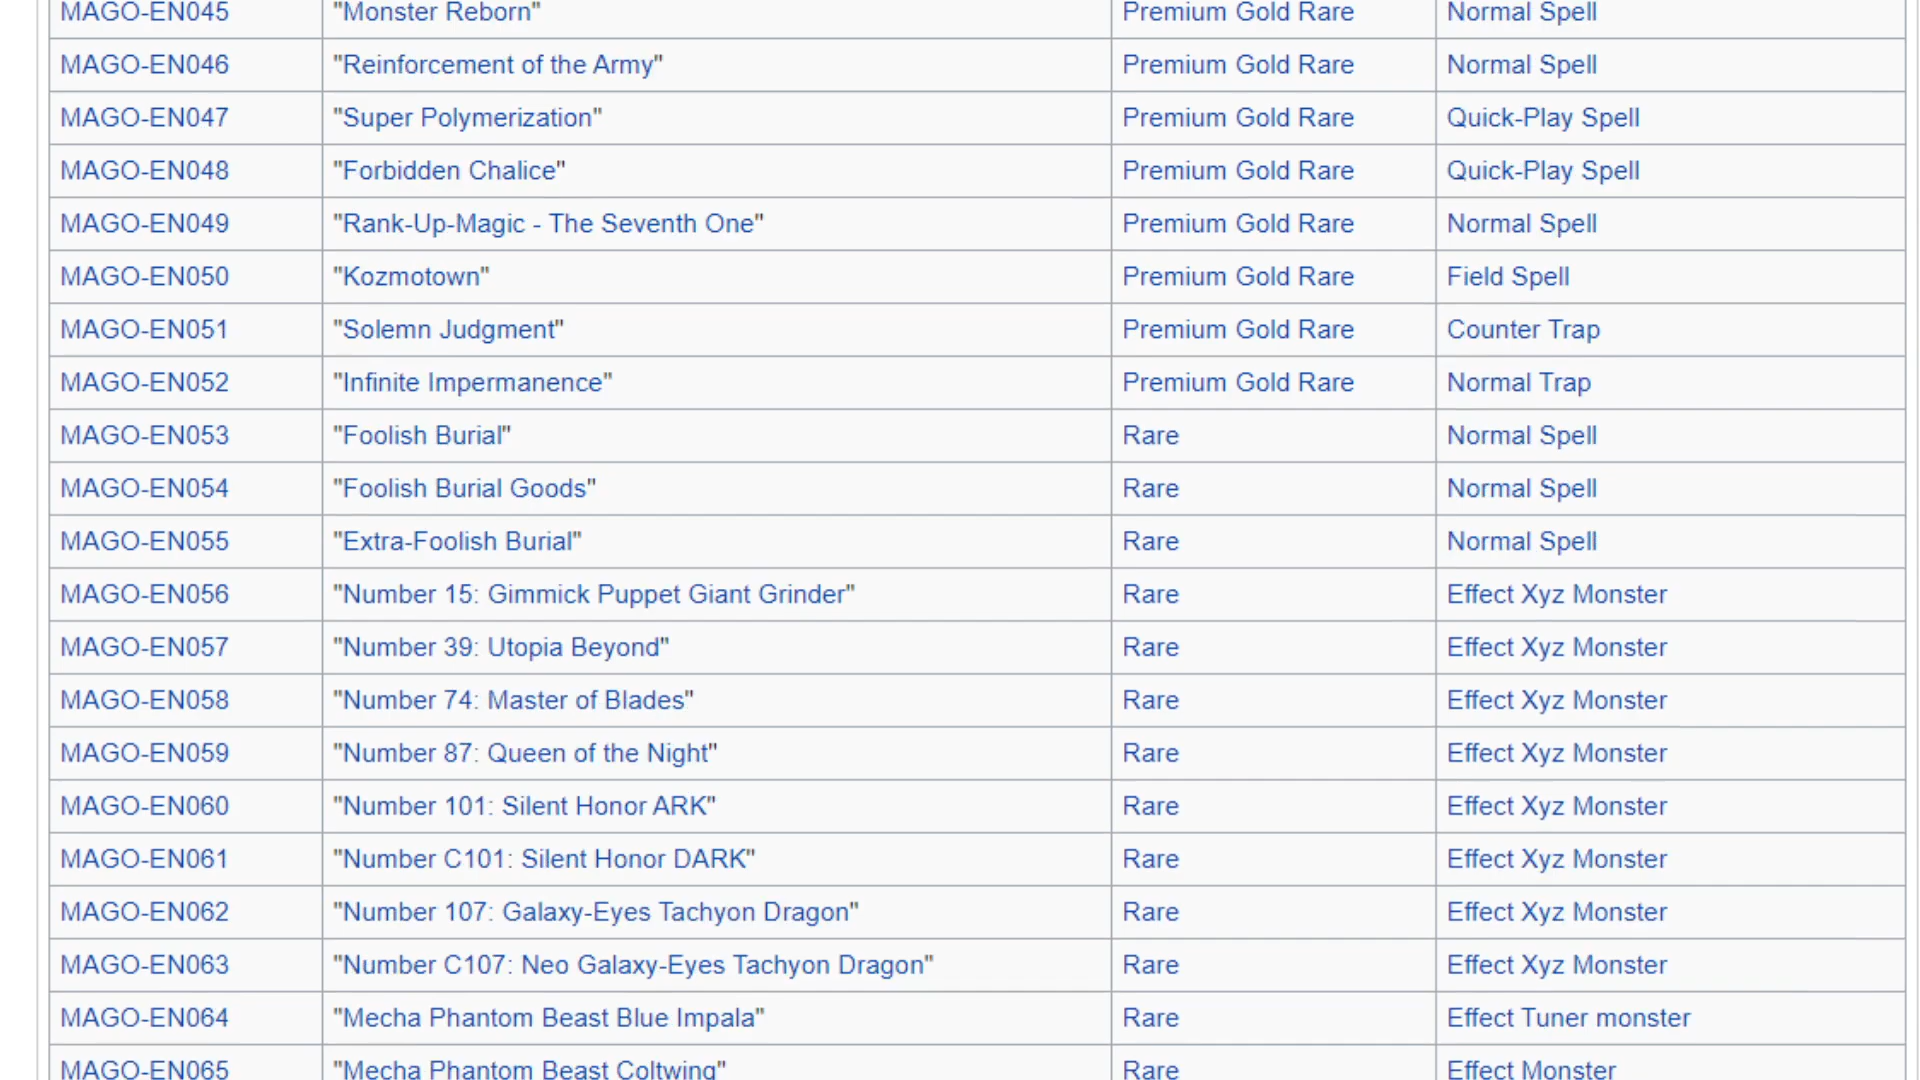 MAGO-EN045 "Monster Reborn" Premium Gold Rare Normal Spell
MAGO-EN046 "Reinforcement of the Army" Premium Gold Rare Normal Spell
MAGO-EN047 "Super Polymerization" Premium Gold Rare Quick-Play Spell
MAGO-EN048 "Forbidden Chalice" Premium Gold Rare Quick-Play Spell
MAGO-EN049 "Rank-Up-Magic - The Seventh One" Premium Gold Rare Normal Spell
MAGO-EN050 "Kozmotown" Premium Gold Rare Field Spell
MAGO-EN051 "Solemn Judgment" Premium Gold Rare Counter Trap
MAGO-EN052 "Infinite Impermanence" Premium Gold Rare Normal Trap
MAGO-EN053 "Foolish Burial" Rare Normal Spell
MAGO-EN054 "Foolish Burial Goods" Rare Normal Spell
MAGO-EN055 "Extra-Foolish Burial" Rare Normal Spell
MAGO-EN056 "Number 15: Gimmick Puppet Giant Grinder" Rare Effect Xyz Monster
MAGO-EN057 "Number 39: Utopia Beyond" Rare Effect Xyz Monster
MAGO-EN058 "Number 74: Master of Blades" Rare Effect Xyz Monster
MAGO-EN059 "Number 87: Queen of the Night" Rare Effect Xyz Monster
MAGO-EN060 "Number 101: Silent Honor ARK" Rare Effect Xyz Monster
MAGO-EN061 "Number C101: Silent Honor DARK" Rare Effect Xyz Monster
MAGO-EN062 "Number 107: Galaxy-Eyes Tachyon Dragon" Rare Effect Xyz Monster
MAGO-EN063 "Number C107: Neo Galaxy-Eyes Tachyon Dragon" Rare Effect Xyz Monster
MAGO-EN064 "Mecha Phantom Beast Blue Impala" Rare Effect Tuner monster
MAGO-EN065 "Mecha Phantom Beast Coltwing" Rare Effect Monster